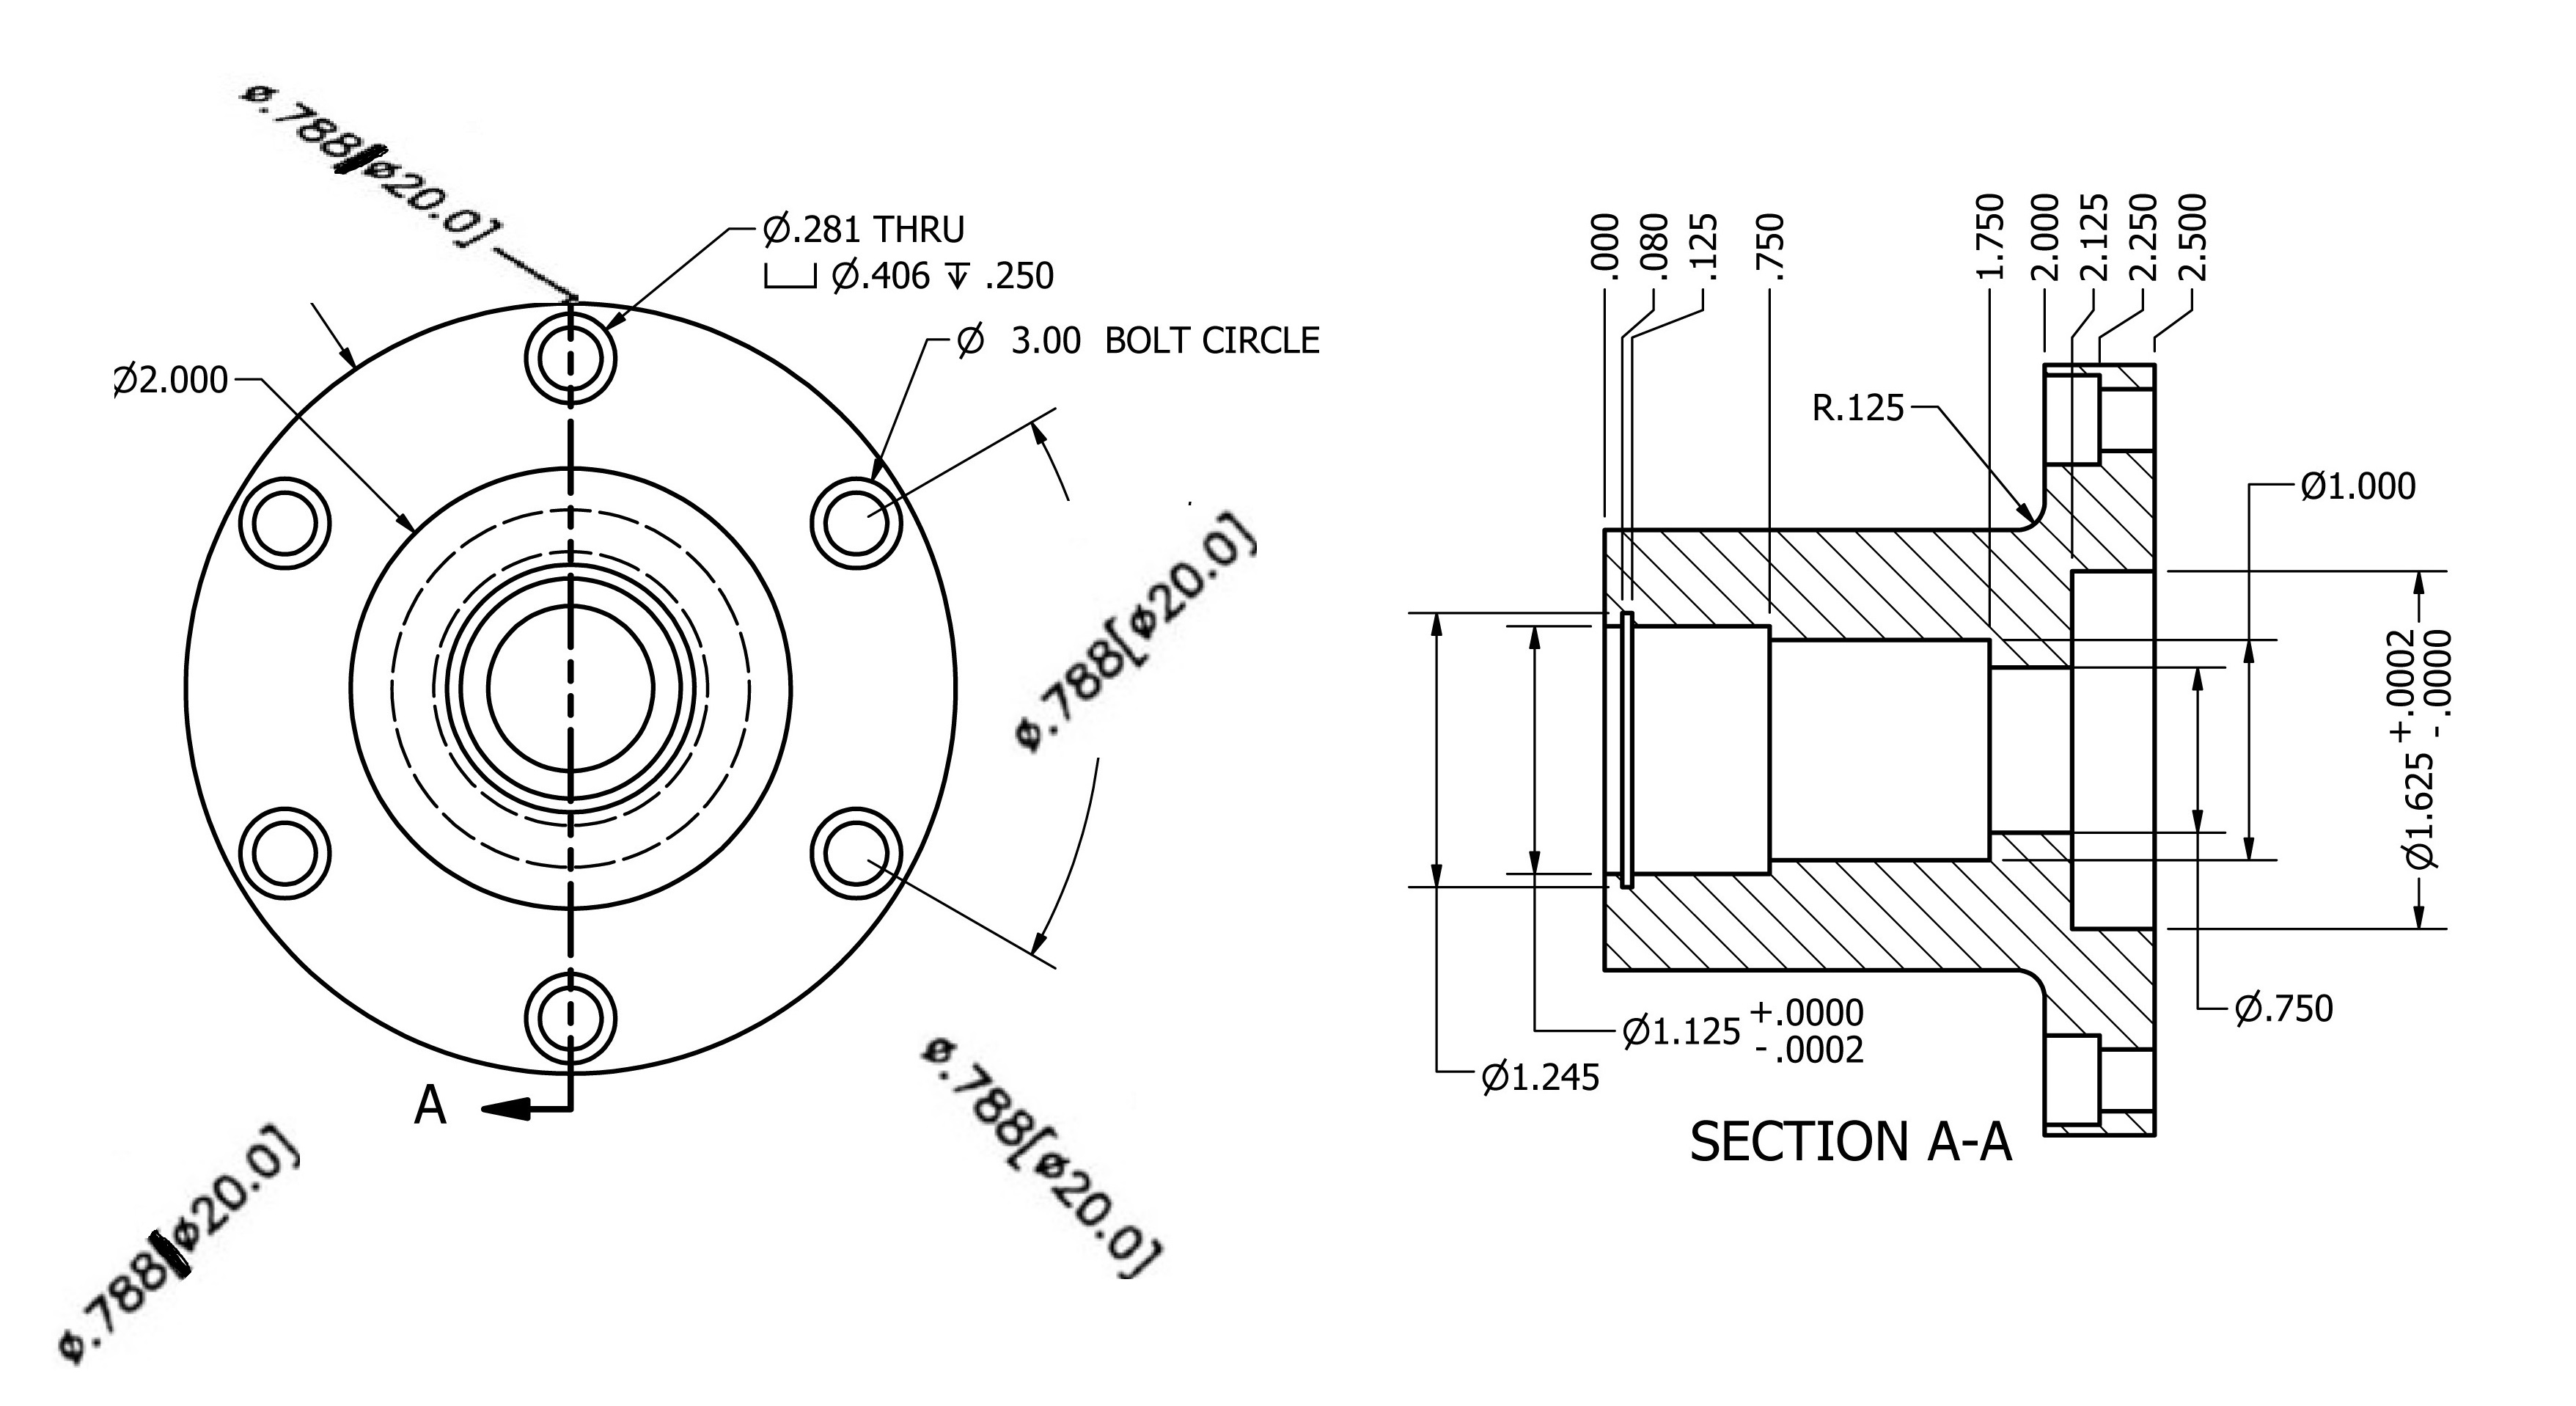 ø.788[ø20.0]
Ø.281 THRU
⌴ Ø.406 ↧ .250
Ø 3.00 BOLT CIRCLE
Ø2.000
ø.788[ø20.0]
A
ø.788[ø20.0]
ø.788[ø20.0]
.000
.080
.125
.750
1.750
2.000
2.125
2.250
2.500
R.125
Ø1.000
Ø1.625 +.0002
-.0000
Ø.750
Ø1.125 +.0000
-.0002
Ø1.245
SECTION A-A